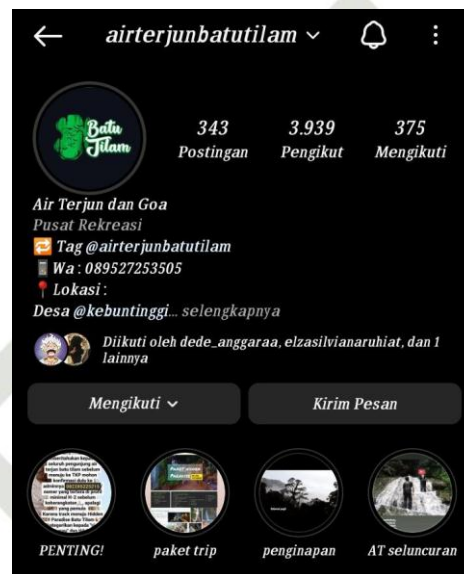 airterjunbatutilam
Batu
Tilam
343
3.939
375
Postingan
Pengikut
Mengikuti
Air Terjun dan Goa
Pusat Rekreasi
Tag @airterjunbatutilam
Wa : 089527253505
Lokasi :
Desa @kebuntinggi... selengkapnya
Diikuti oleh dede_anggaraa, elzasilvianaruhiat, dan 1
lainnya
Mengikuti
Kirim Pesan
PENTING!
paket trip
penginapan
AT seluncuran